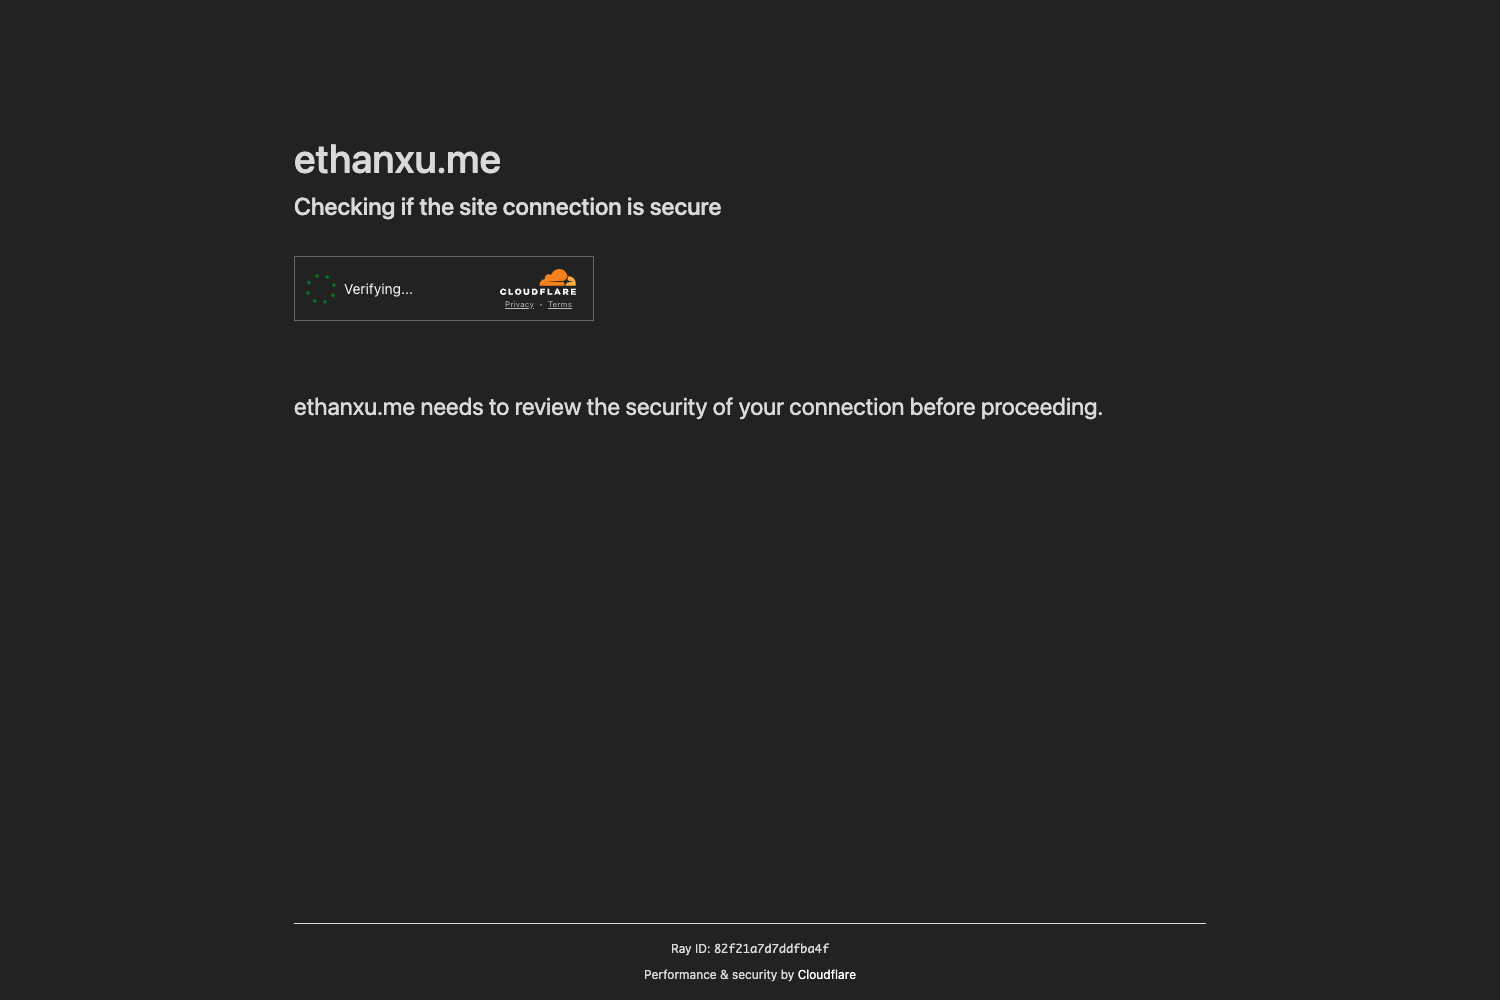 ethanxu.me
Checking if the site connection is secure
Verifying...
CLOUDFLARE
Privacy • Terms
ethanxu.me needs to review the security of your connection before proceeding.
Ray ID: 82f21a7d7ddfba4f
Performance & security by Cloudflare